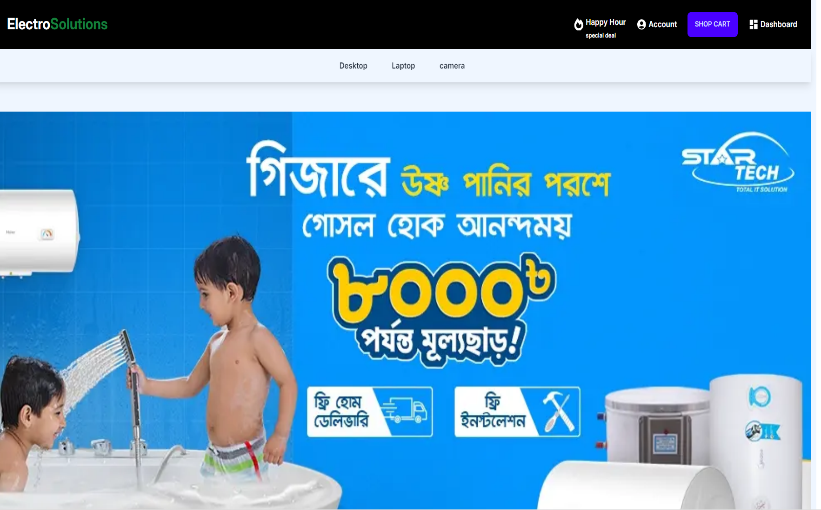 ElectroSolutions
Happy Hour
special deal
Account
SHOP CART
Dashboard
Desktop
Laptop
camera
গিজারে উষ্ণ পানির পরশে
গোসল হোক আনন্দময়
৮০০০৳
পর্যন্ত মূল্যছাড়!
ফ্রি হোম
ডেলিভারি
ফ্রি
ইনস্টলেশন
STAR
TECH
TOTAL IT SOLUTION